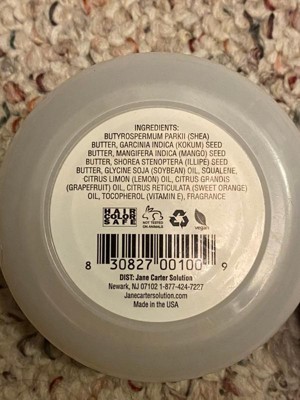 INGREDIENTS:
BUTYROSPERMUM PARKII (SHEA)
BUTTER, GARCINIA INDICA (KOKUM) SEED
BUTTER, MANGIFERA INDICA (MANGO) SEED
BUTTER, SHOREA STENOPTERA (ILLIPE) SEED
BUTTER, GLYCINE SOJA (SOYBEAN) OIL, SQUALENE,
CITRUS LIMON (LEMON) OIL, CITRUS GRANDIS
(GRAPEFRUIT) OIL, CITRUS RETICULATA (SWEET ORANGE)
OIL, TOCOPHEROL (VITAMIN E), FRAGRANCE
HAIR
COLOR
SAFE
NOT TESTED
ON ANIMALS
vegan
8 30827 00100 9
DIST: Jane Carter Solution
Newark, NJ 07102 1-877-424-7227
Janecartersolution.com
Made in the USA